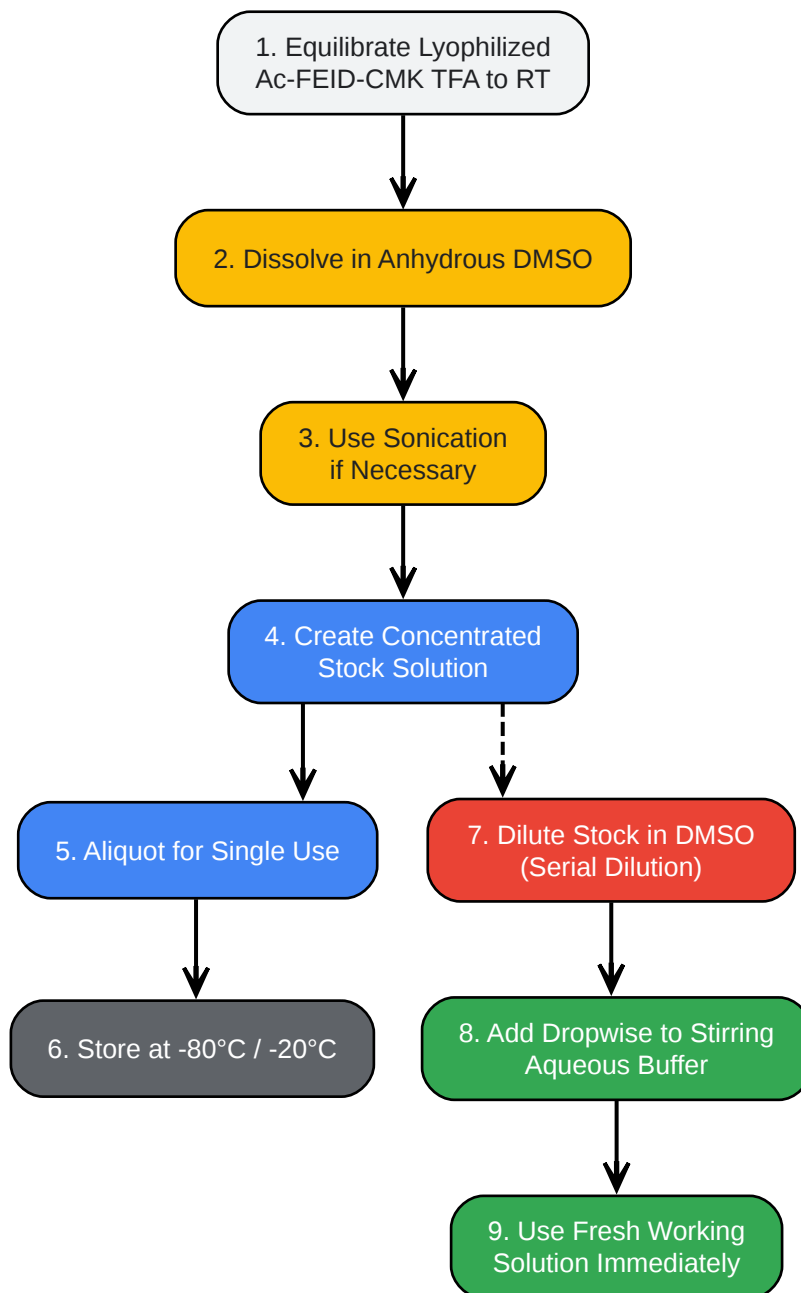 1. Equilibrate Lyophilized
Ac-FEID-CMK TFA to RT
2. Dissolve in Anhydrous DMSO
3. Use Sonication
if Necessary
4. Create Concentrated
Stock Solution
5. Aliquot for Single Use
7. Dilute Stock in DMSO
(Serial Dilution)
6. Store at -80°C / -20°C
8. Add Dropwise to Stirring
Aqueous Buffer
9. Use Fresh Working
Solution Immediately